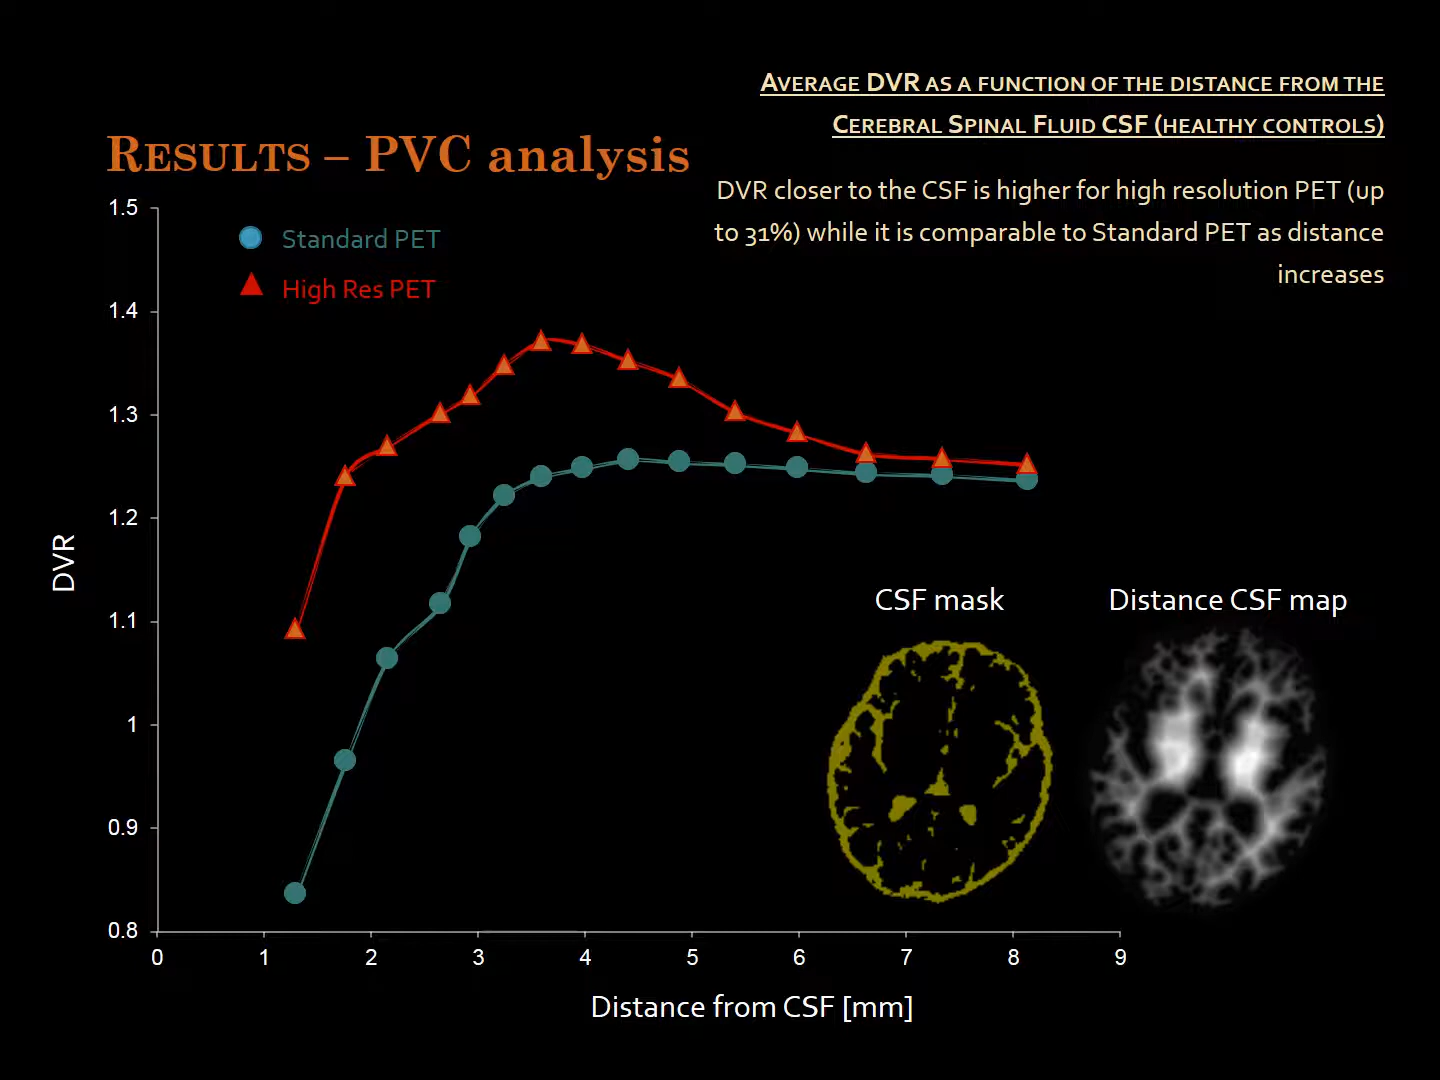 AVERAGE DVR AS A FUNCTION OF THE DISTANCE FROM THE
CEREBRAL SPINAL FLUID CSF (HEALTHY CONTROLS)
RESULTS – PVC analysis
DVR closer to the CSF is higher for high resolution PET (up
to 31%) while it is comparable to Standard PET as distance
increases
1.5
Standard PET
High Res PET
1.4
1.3
1.2
DVR
1.1
1
0.9
0.8
CSF mask
Distance CSF map
0 1 2 3 4 5 6 7 8 9
Distance from CSF [mm]